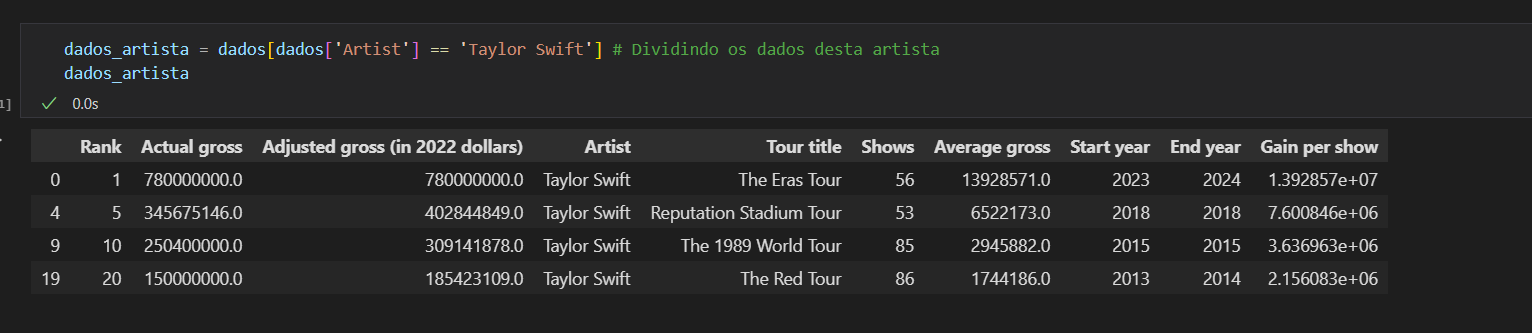 dados_artista = dados[dados['Artist'] == 'Taylor Swift'] # Dividindo os dados desta artista
dados_artista
1] 0.0s
Rank Actual gross Adjusted gross (in 2022 dollars) Artist Tour title Shows Average gross Start year End year Gain per show
0 1 780000000.0 780000000.0 Taylor Swift The Eras Tour 56 13928571.0 2023 2024 1.392857e+07
4 5 345675146.0 402844849.0 Taylor Swift Reputation Stadium Tour 53 6522173.0 2018 2018 7.600846e+06
9 10 250400000.0 309141878.0 Taylor Swift The 1989 World Tour 85 2945882.0 2015 2015 3.636963e+06
19 20 150000000.0 185423109.0 Taylor Swift The Red Tour 86 1744186.0 2013 2014 2.156083e+06